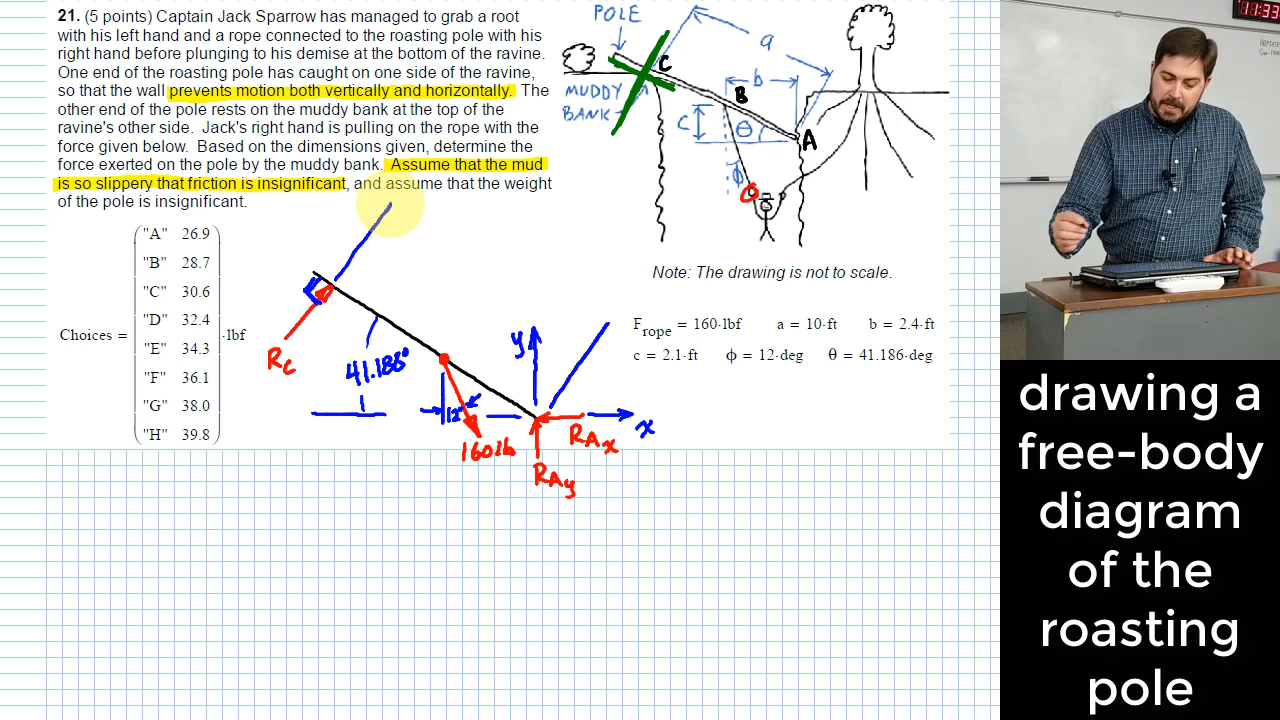 21. (5 points) Captain Jack Sparrow has managed to grab a root
with his left hand and a rope connected to the roasting pole with his
right hand before plunging to his demise at the bottom of the ravine.
One end of the roasting pole has caught on one side of the ravine,
so that the wall prevents motion both vertically and horizontally. The
other end of the pole rests on the muddy bank at the top of the
ravine's other side. Jack's right hand is pulling on the rope with the
force given below. Based on the dimensions given, determine the
force exerted on the pole by the muddy bank. Assume that the mud
is so slippery that friction is insignificant, and assume that the weight
of the pole is insignificant.
Choices =
"A" 26.9
"B" 28.7
"C" 30.6
"D" 32.4
"E" 34.3
"F" 36.1
"G" 38.0
"H" 39.8
·lbf
POLE
a
C
b
MUDDY
BANK
B
c
θ
A
ϕ
Note: The drawing is not to scale.
F rope = 160·lbf a = 10·ft b = 2.4·ft
c = 2.1·ft ϕ = 12·deg θ = 41.186·deg
Rc
41.186°
12°
160 lb
y
x
RAx
RAy
11:33
drawing a
free-body
diagram
of the
roasting
pole